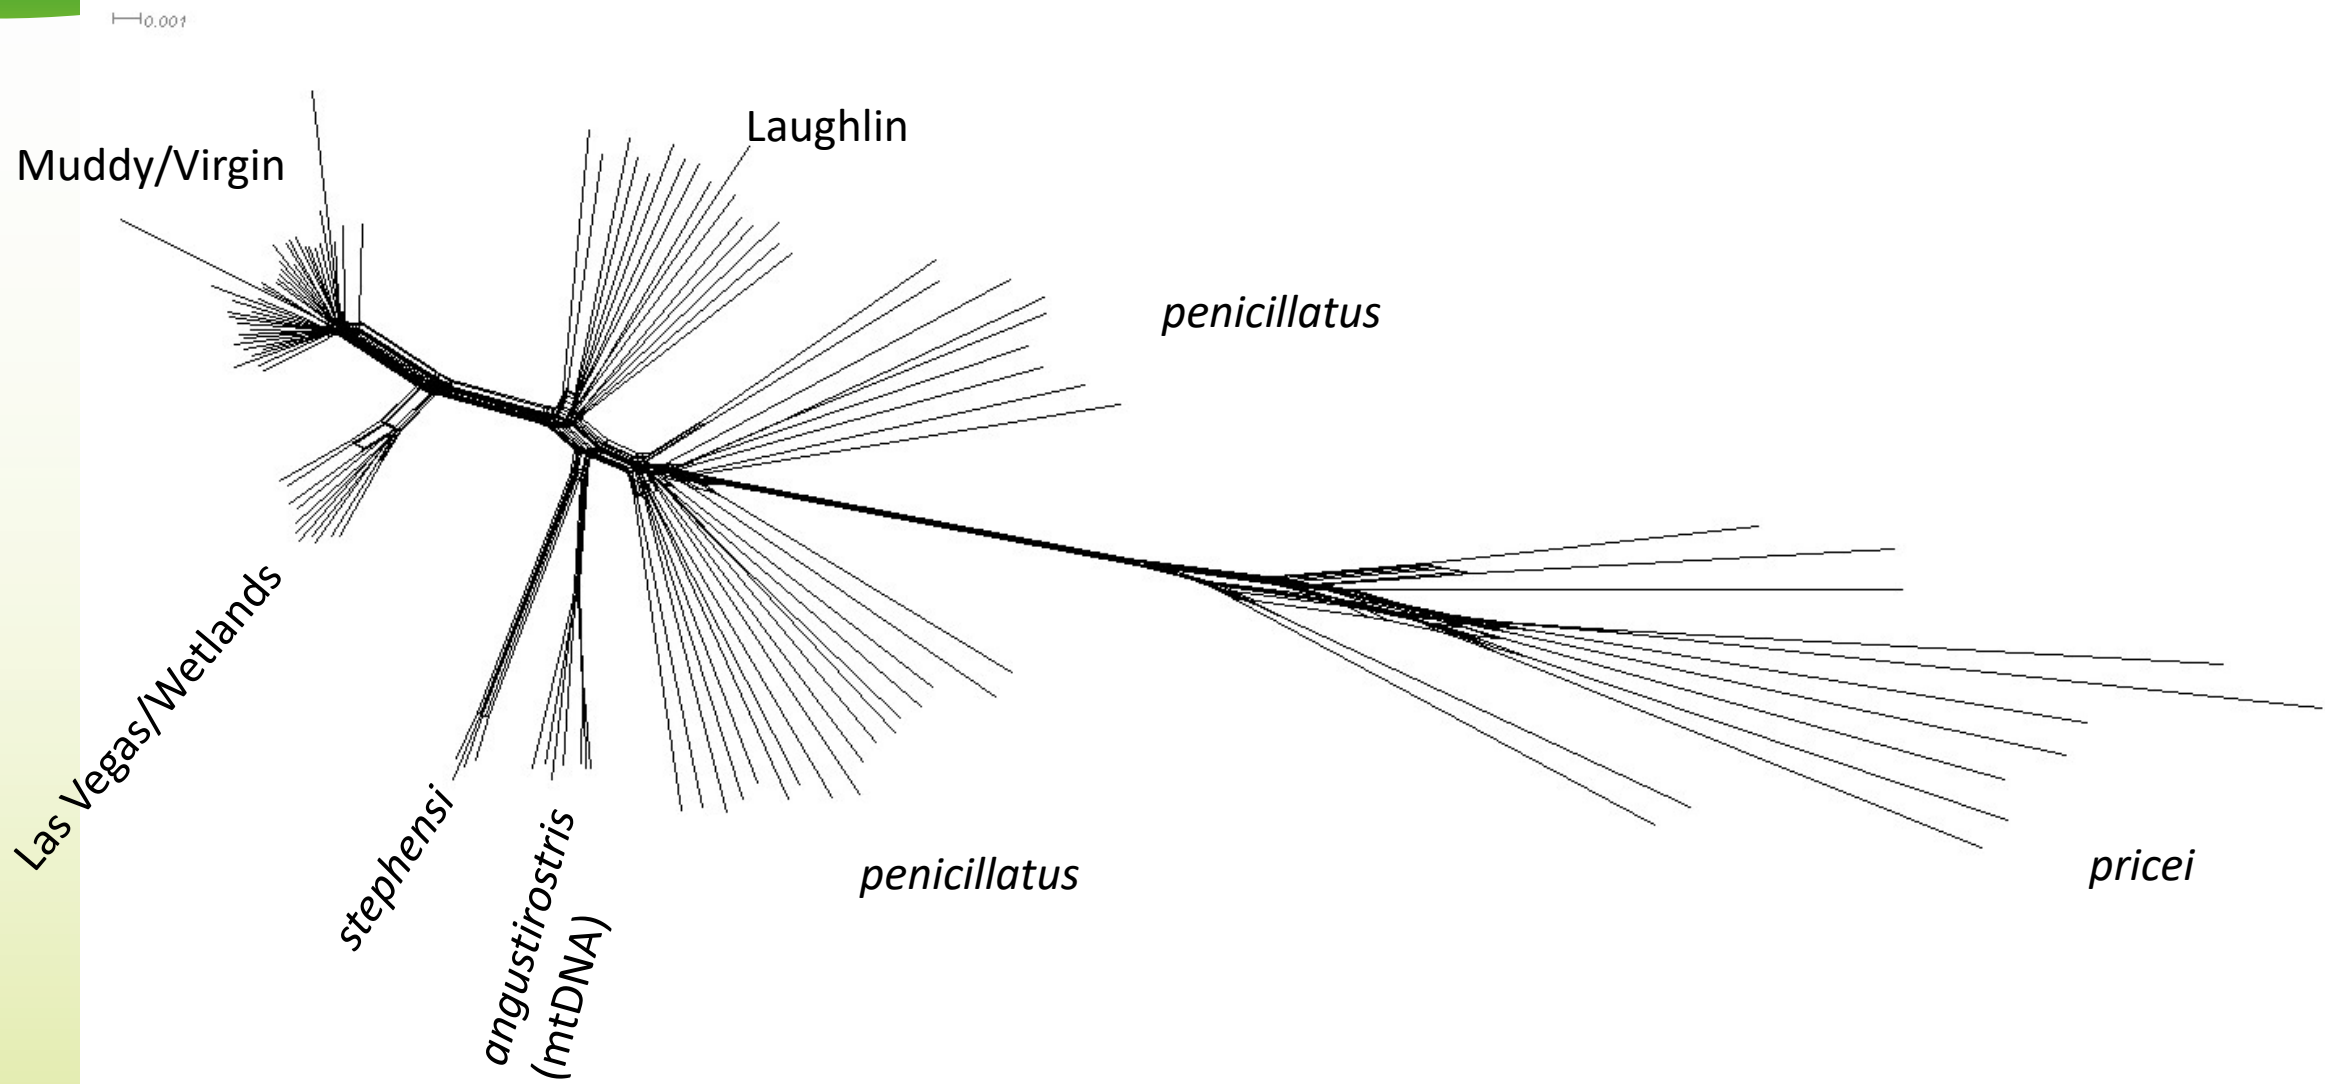 0.001
Laughlin
Muddy/Virgin
penicillatus
Las Vegas/Wetlands
stephensi
angustirostris
(mtDNA)
penicillatus
pricei